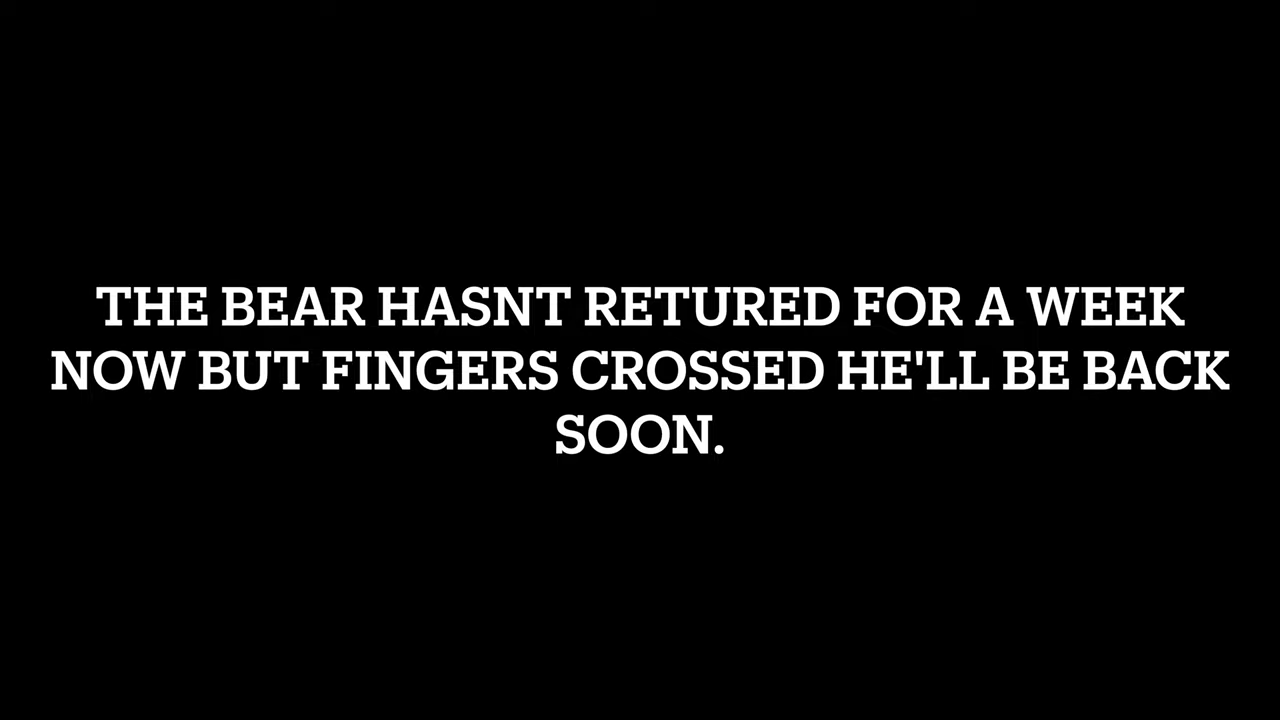 THE BEAR HASNT RETURED FOR A WEEK
NOW BUT FINGERS CROSSED HE'LL BE BACK
SOON.